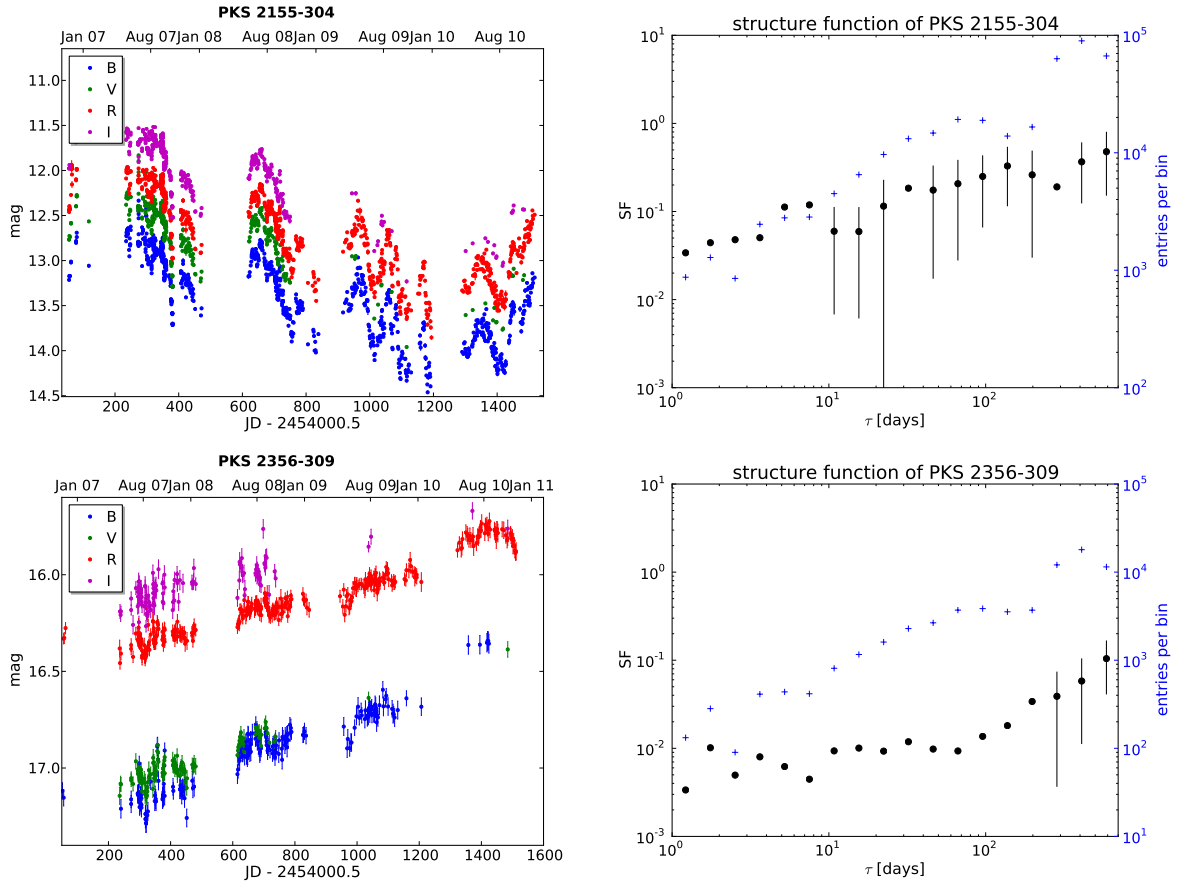 PKS 2155-304
Jan 07 Aug 07 Jan 08 Aug 08 Jan 09 Aug 09 Jan 10 Aug 10
B
V
R
I
11.0
11.5
12.0
12.5
13.0
13.5
14.0
14.5
mag
200 400 600 800 1000 1200 1400
JD - 2454000.5
structure function of PKS 2155-304
10^1
10^0
10^-1
10^-2
10^-3
SF
10^5
10^4
10^3
10^2
entries per bin
10^0 10^1 10^2
τ [days]
PKS 2356-309
Jan 07 Aug 07 Jan 08 Aug 08 Jan 09 Aug 09 Jan 10 Aug 10 Jan 11
B
V
R
I
16.0
16.5
17.0
mag
200 400 600 800 1000 1200 1400 1600
JD - 2454000.5
structure function of PKS 2356-309
10^1
10^0
10^-1
10^-2
10^-3
SF
10^5
10^4
10^3
10^2
10^1
entries per bin
10^0 10^1 10^2
τ [days]